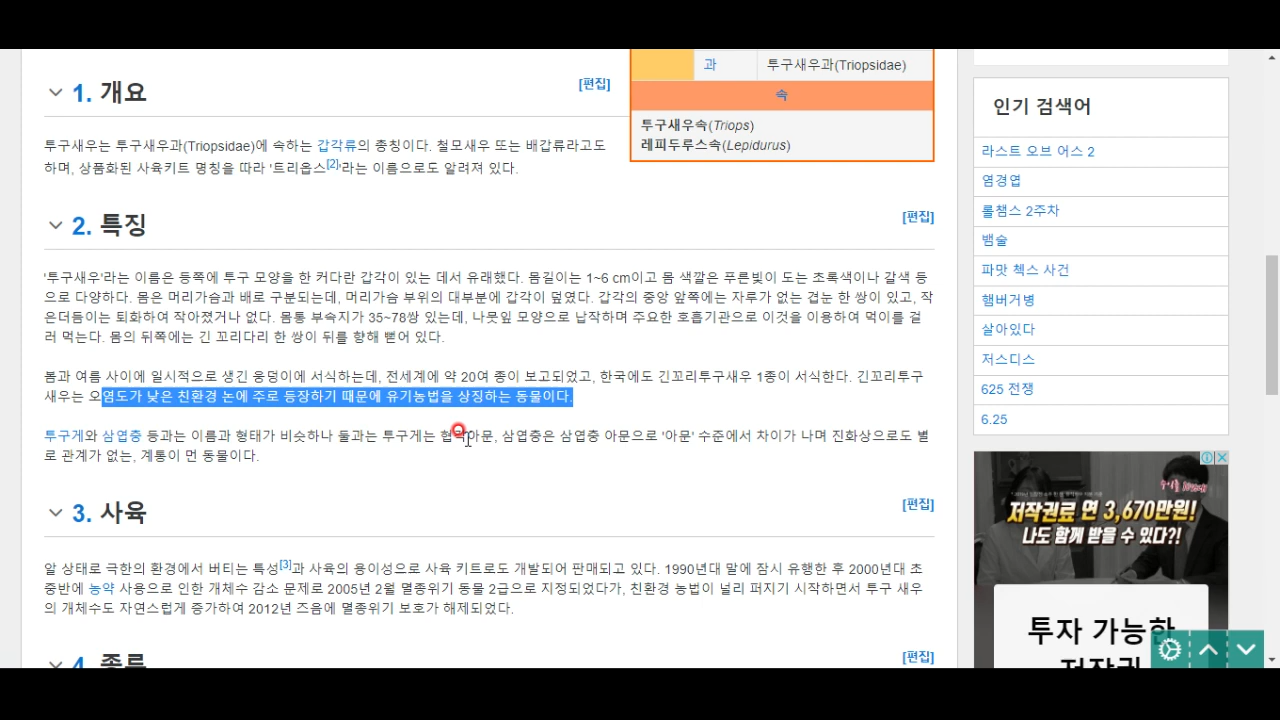 과 투구새우과(Triopsidae)
속
투구새우속(Triops)
레피두루스속(Lepidurus)
1. 개요 [편집]
투구새우는 투구새우과(Triopsidae)에 속하는 갑각류의 종칭이다. 철모새우 또는 배갑류라고도
하며, 상품화된 사육키트 명칭을 따라 '트리옵스[2]'라는 이름으로도 알려져 있다.
2. 특징 [편집]
'투구새우'라는 이름은 등쪽에 투구 모양을 한 커다란 갑각이 있는 데서 유래했다. 몸길이는 1~6 cm이고 몸 색깔은 푸른빛이 도는 초록색이나 갈색 등
으로 다양하다. 몸은 머리가슴과 배로 구분되는데, 머리가슴 부위의 대부분에 갑각이 덮였다. 갑각의 중앙 앞쪽에는 자루가 없는 겹눈 한 쌍이 있고, 작
은더듬이는 퇴화하여 작아졌거나 없다. 몸통 부속지가 35~78쌍 있는데, 나뭇잎 모양으로 납작하며 주요한 호흡기관으로 이것을 이용하여 먹이를 걸
러 먹는다. 몸의 뒤쪽에는 긴 꼬리다리 한 쌍이 뒤를 향해 뻗어 있다.
봄과 여름 사이에 일시적으로 생긴 웅덩이에 서식하는데, 전세계에 약 20여 종이 보고되었고, 한국에도 긴꼬리투구새우 1종이 서식한다. 긴꼬리투구
새우는 오염도가 낮은 친환경 논에 주로 등장하기 때문에 유기농법을 상징하는 동물이다.
투구게와 삼엽충 등과는 이름과 형태가 비슷하나 둘과는 투구게는 협각아문, 삼엽충은 삼엽충 아문으로 '아문' 수준에서 차이가 나며 진화상으로도 별
로 관계가 없는, 계통이 먼 동물이다.
3. 사육 [편집]
알 상태로 극한의 환경에서 버티는 특성[3]과 사육의 용이성으로 사육 키트로도 개발되어 판매되고 있다. 1990년대 말에 잠시 유행한 후 2000년대 초
중반에 농약 사용으로 인한 개체수 감소 문제로 2005년 2월 멸종위기 동물 2급으로 지정되었다가, 친환경 농법이 널리 퍼지기 시작하면서 투구 새우
의 개체수도 자연스럽게 증가하여 2012년 즈음에 멸종위기 보호가 해제되었다.
4. 종류 [편집]
인기 검색어
라스트 오브 어스 2
염경엽
롤챔스 2주차
뱀술
파맛 첵스 사건
햄버거병
살아있다
저스디스
625 전쟁
6.25
저작권료 연 3,670만원!
나도 함께 받을 수 있다?!
투자 가능한
저작권